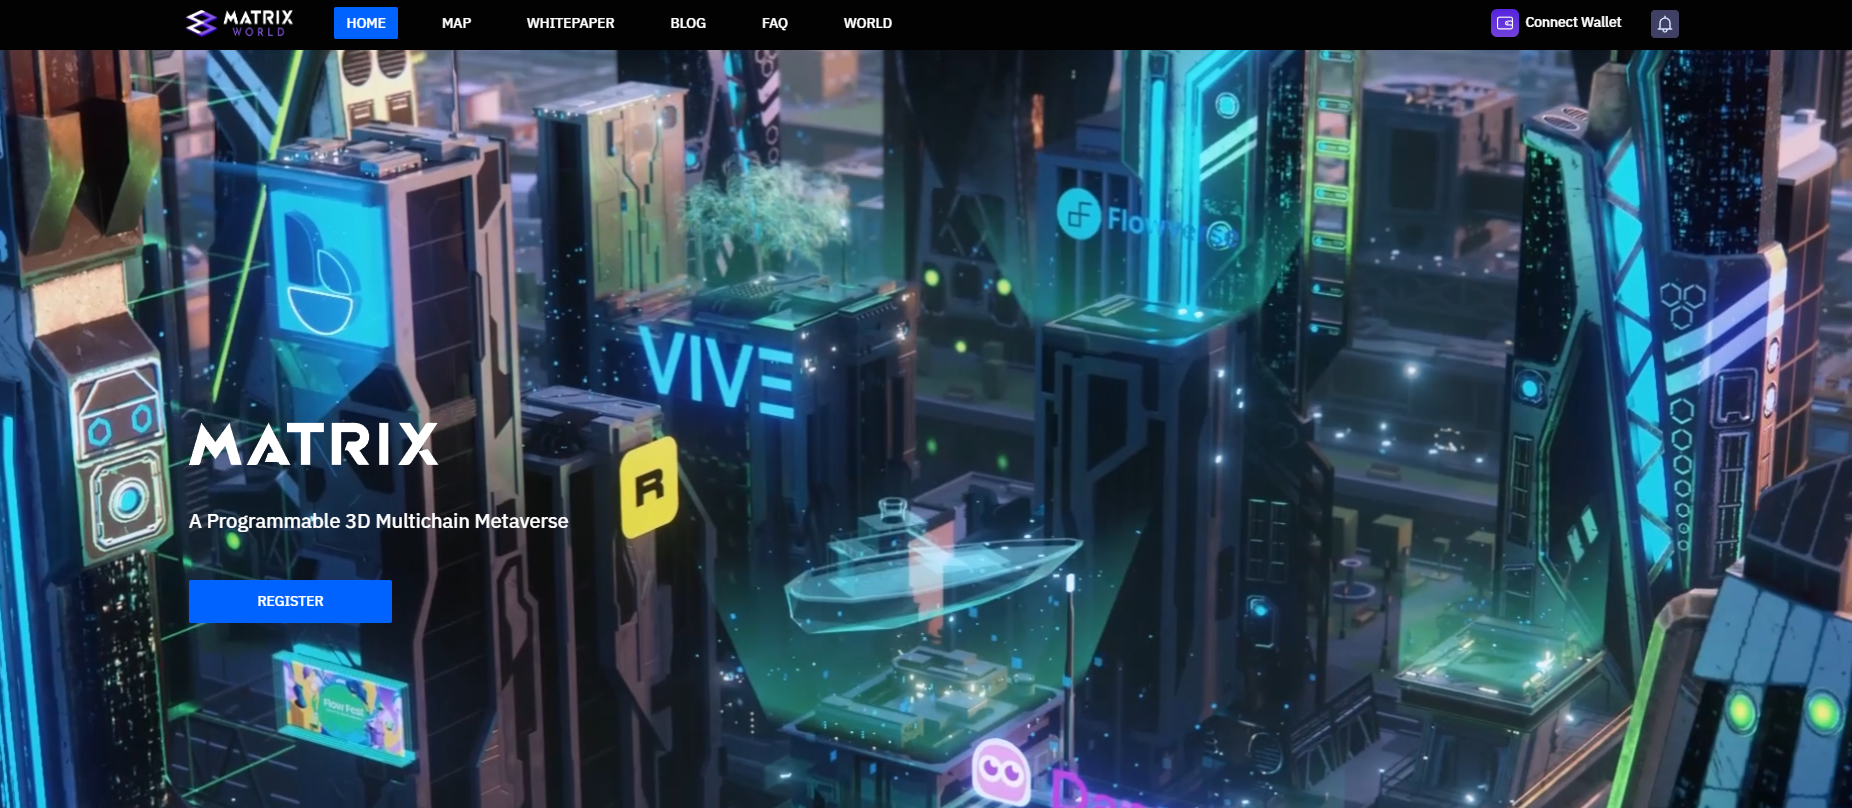 MATRIX
WORLD
HOME
MAP
WHITEPAPER
BLOG
FAQ
WORLD
Connect Wallet
Flowverse
VIVE
R
MATRIX
A Programmable 3D Multichain Metaverse
REGISTER
Flow Fest